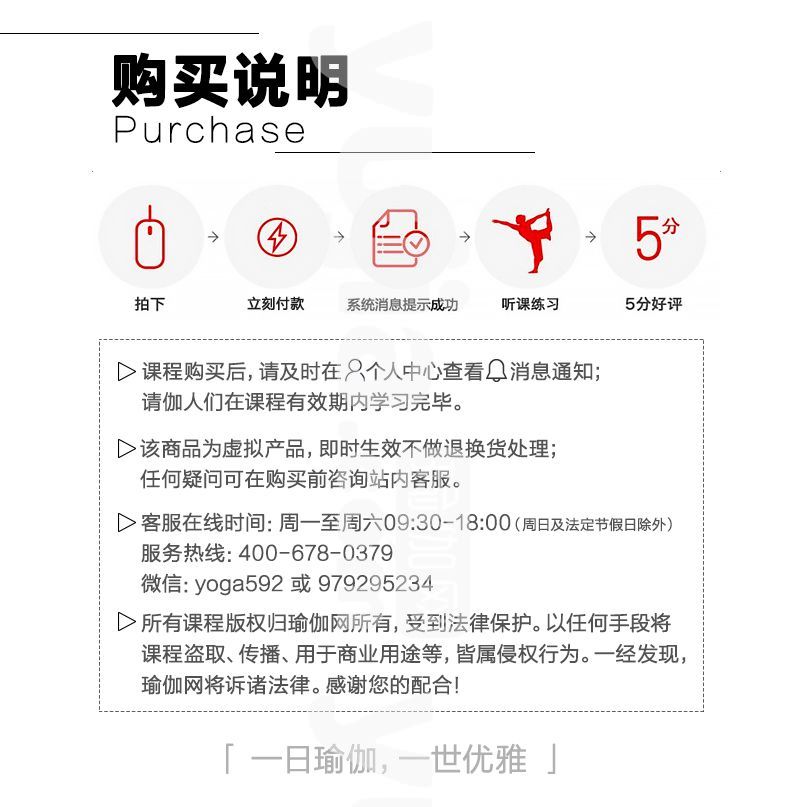 购买说明
Purchase
5分
拍下
立刻付款
系统消息提示成功
听课练习
5分好评
课程购买后，请及时在个人中心查看消息通知；
请伽人们在课程有效期内学习完毕。
该商品为虚拟产品，即时生效不做退换货处理；
任何疑问可在购买前咨询站内客服。
客服在线时间：周一至周六09:30-18:00（周日及法定节假日除外）
服务热线：400-678-0379
微信：yoga592 或 979295234
所有课程版权归瑜伽网所有，受到法律保护。以任何手段将
课程盗取、传播、用于商业用途等，皆属侵权行为。一经发现，
瑜伽网将诉诸法律。感谢您的配合！
「 一日瑜伽，一世优雅 」